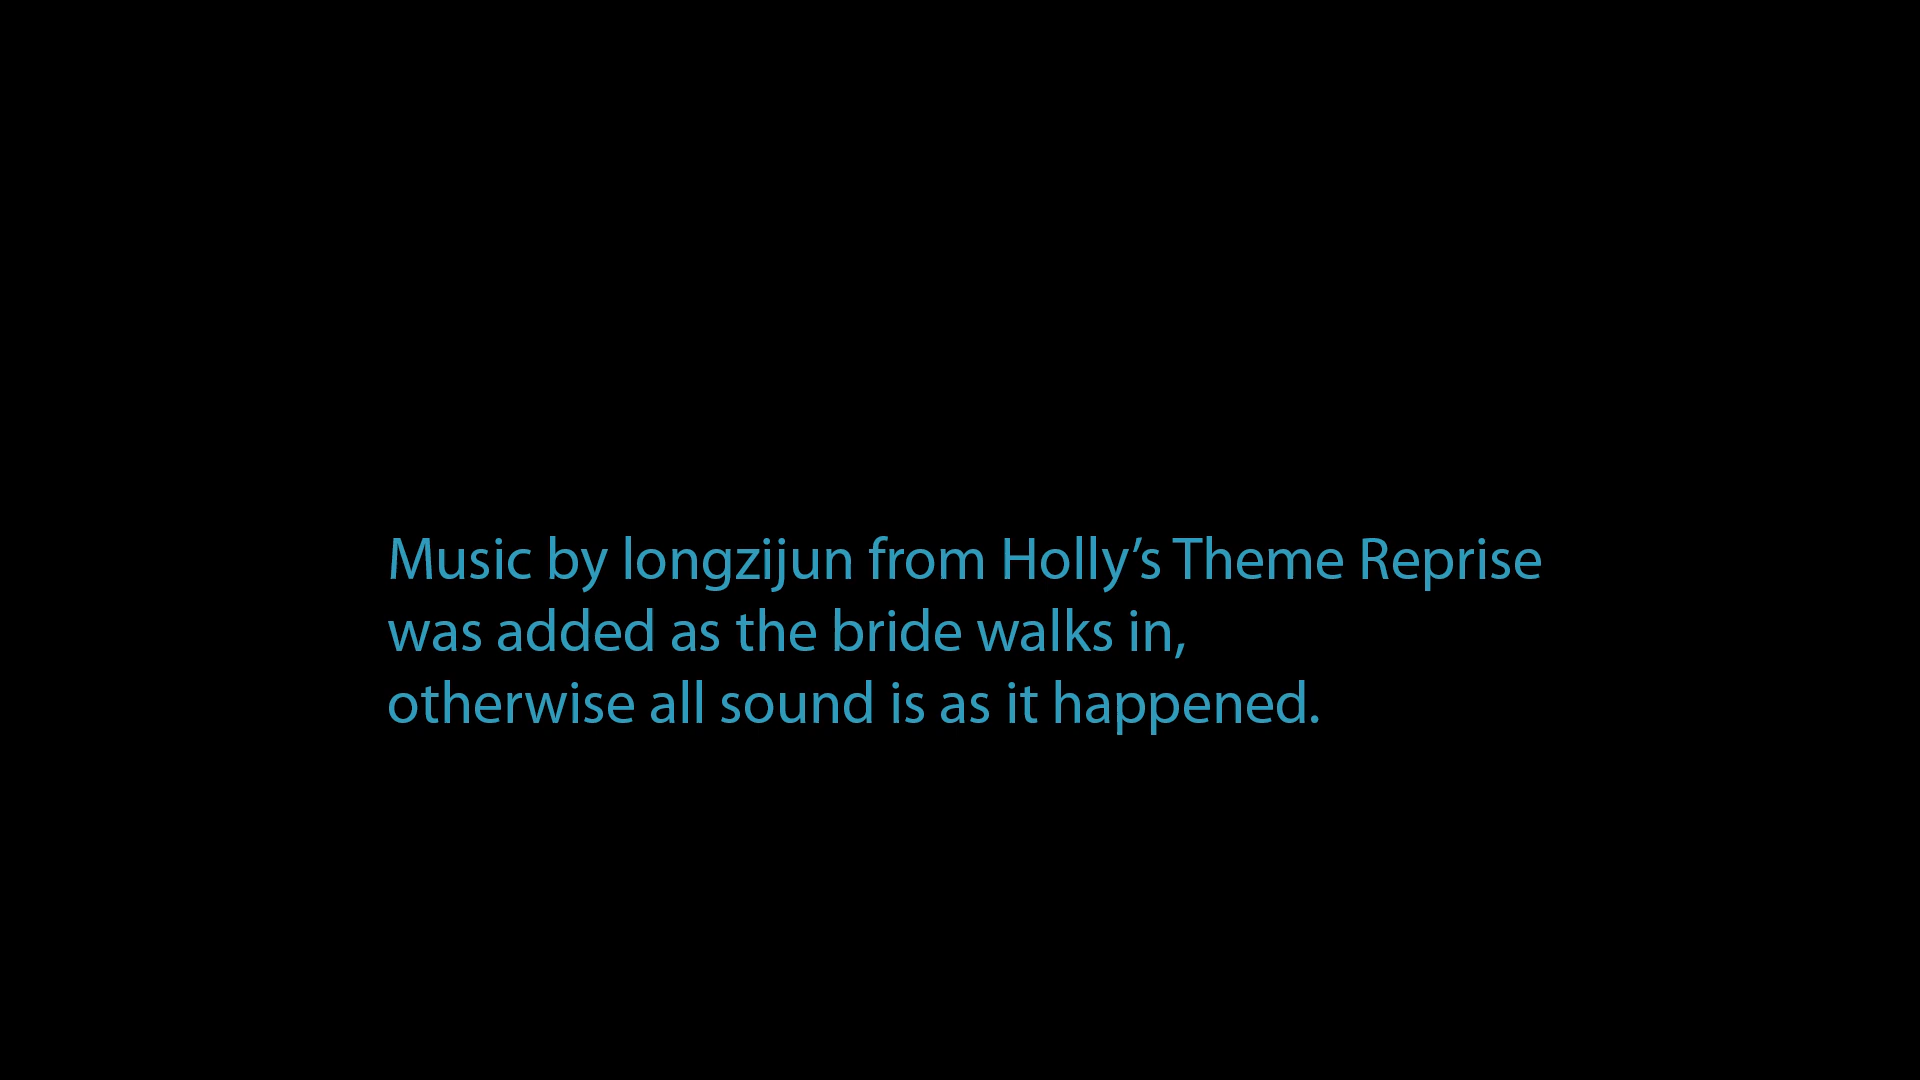 Music by longzijun from Holly’s Theme Reprise
was added as the bride walks in,
otherwise all sound is as it happened.